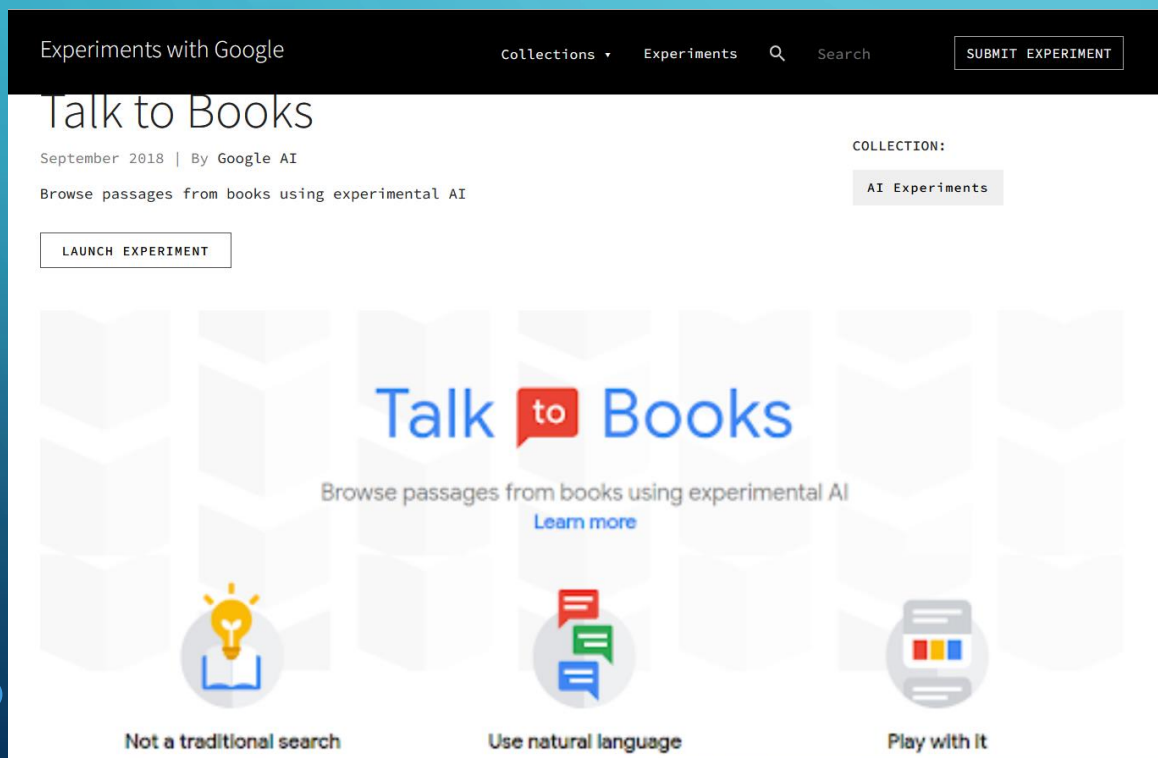 Experiments with Google
Collections ▾ Experiments Search SUBMIT EXPERIMENT
Talk to Books
September 2018 | By Google AI
Browse passages from books using experimental AI
LAUNCH EXPERIMENT
COLLECTION:
AI Experiments
Talk to Books
Browse passages from books using experimental AI
Learn more
Not a traditional search
Use natural language
Play with it